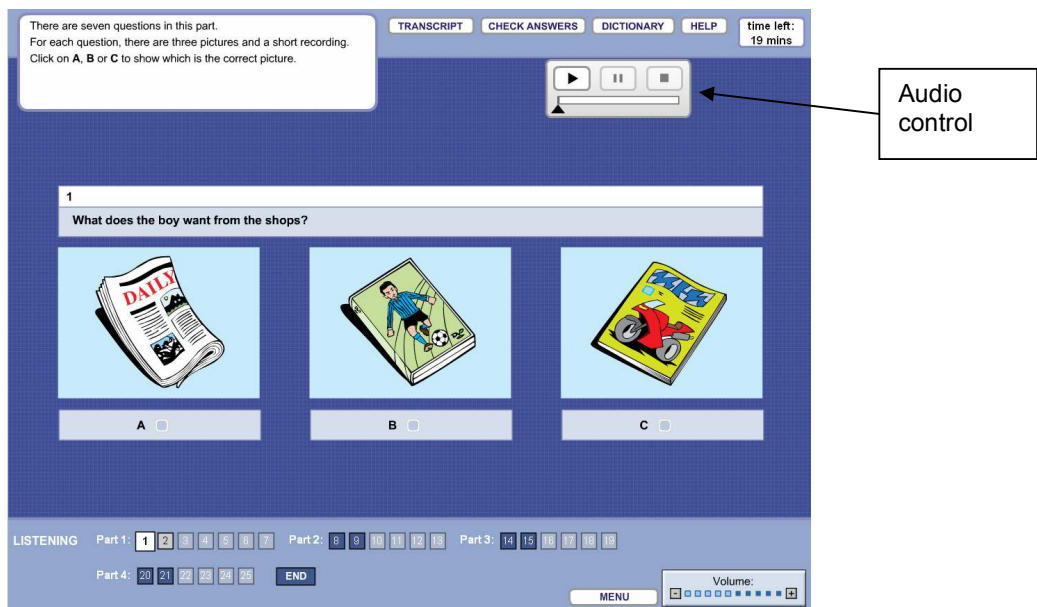 There are seven questions in this part.
For each question, there are three pictures and a short recording.
Click on A, B or C to show which is the correct picture.
TRANSCRIPT CHECK ANSWERS DICTIONARY HELP
time left:
19 mins
Audio
control
1
What does the boy want from the shops?
DAILY
A
B
C
LISTENING Part 1: 1 2 3 4 5 6 7 Part 2: 8 9 10 11 12 13 Part 3: 14 15 16 17 18 19
Part 4: 20 21 22 23 24 25 END
MENU
Volume:
- +